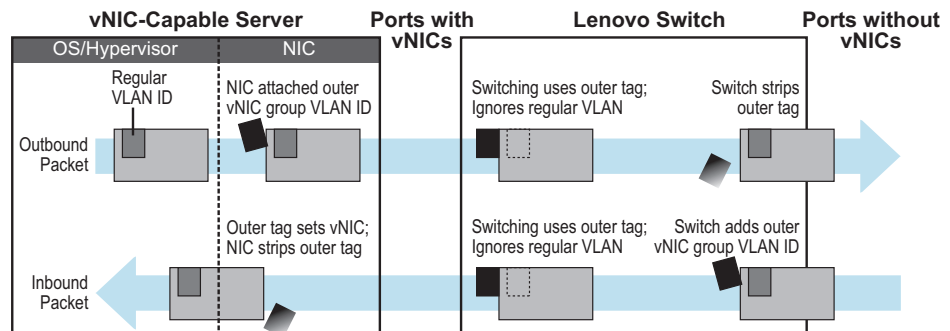 vNIC-Capable Server
Ports with
vNICs
Lenovo Switch
Ports without
vNICs
OS/Hypervisor
NIC
Regular
VLAN ID
NIC attached outer
vNIC group VLAN ID
Switching uses outer tag;
Ignores regular VLAN
Switch strips
outer tag
Outbound
Packet
Outer tag sets vNIC;
NIC strips outer tag
Switching uses outer tag;
Ignores regular VLAN
Switch adds outer
vNIC group VLAN ID
Inbound
Packet